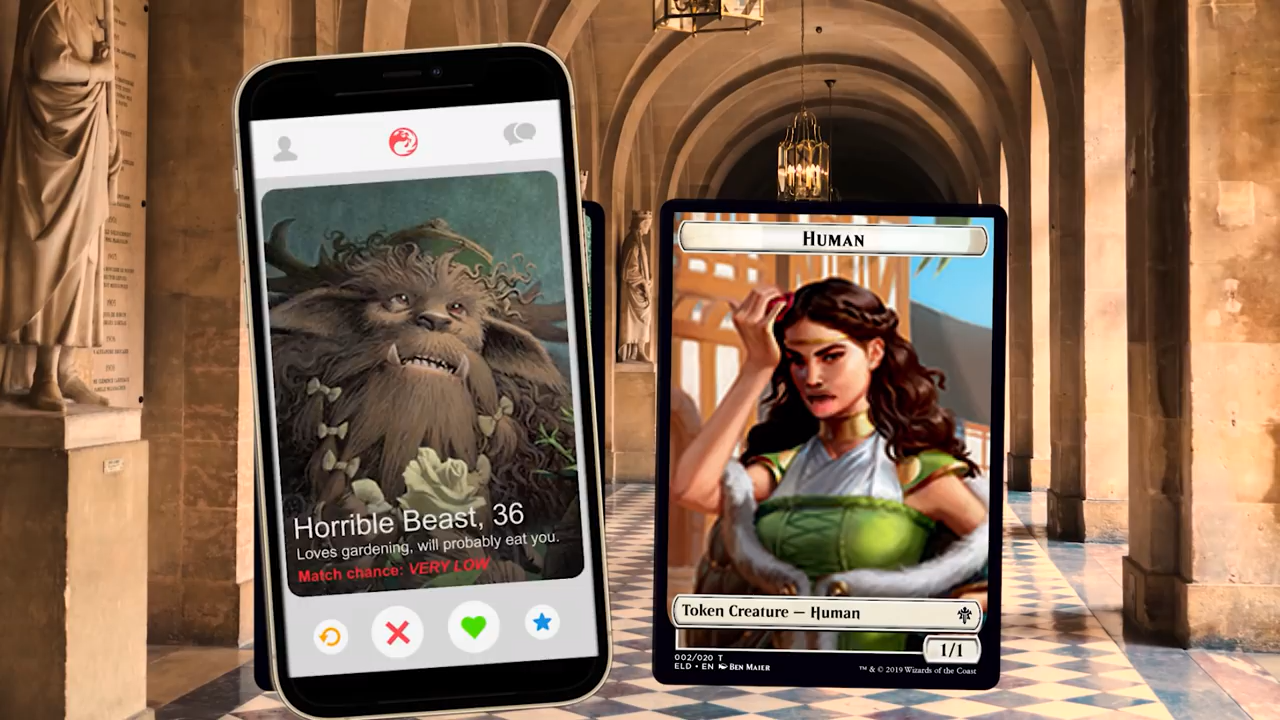 Horrible Beast, 36
Loves gardening, will probably eat you.
Match chance: VERY LOW
HUMAN
Token Creature — Human
1/1
002/020 T
ELD • EN BEN MAIER
™ & © 2019 Wizards of the Coast